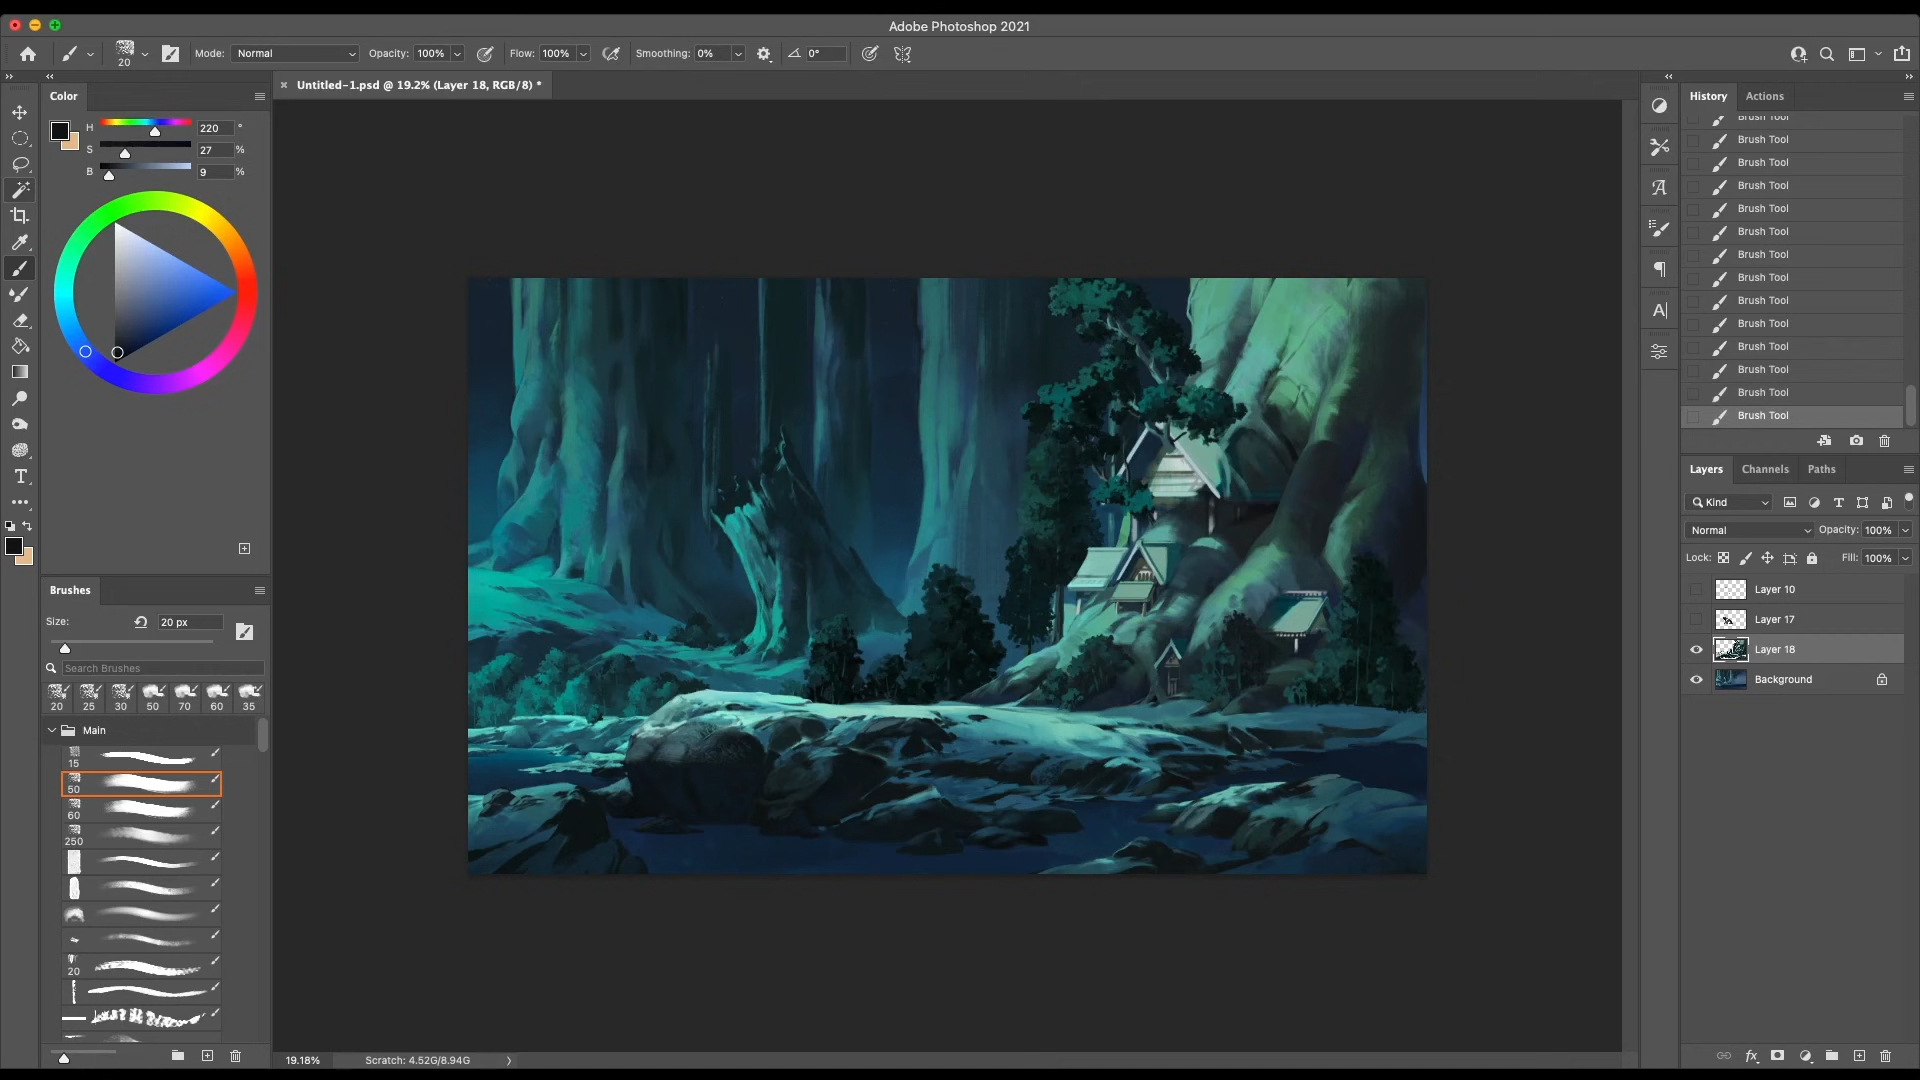 Adobe Photoshop 2021
20
Mode: Normal
Opacity: 100%
Flow: 100%
Smoothing: 0%
0°
Untitled-1.psd @ 19.2% (Layer 18, RGB/8) *
Color
H 220 °
S 27 %
B 9 %
Brushes
Size: 20 px
Search Brushes
20 25 30 50 70 60 35
Main
15
50
60
250
20
19.18%
Scratch: 4.52G/8.94G
History Actions
Brush Tool
Brush Tool
Brush Tool
Brush Tool
Brush Tool
Brush Tool
Brush Tool
Brush Tool
Brush Tool
Brush Tool
Brush Tool
Brush Tool
Brush Tool
Brush Tool
Layers Channels Paths
Kind
Normal
Opacity: 100%
Lock:
Fill: 100%
Layer 10
Layer 17
Layer 18
Background
fx